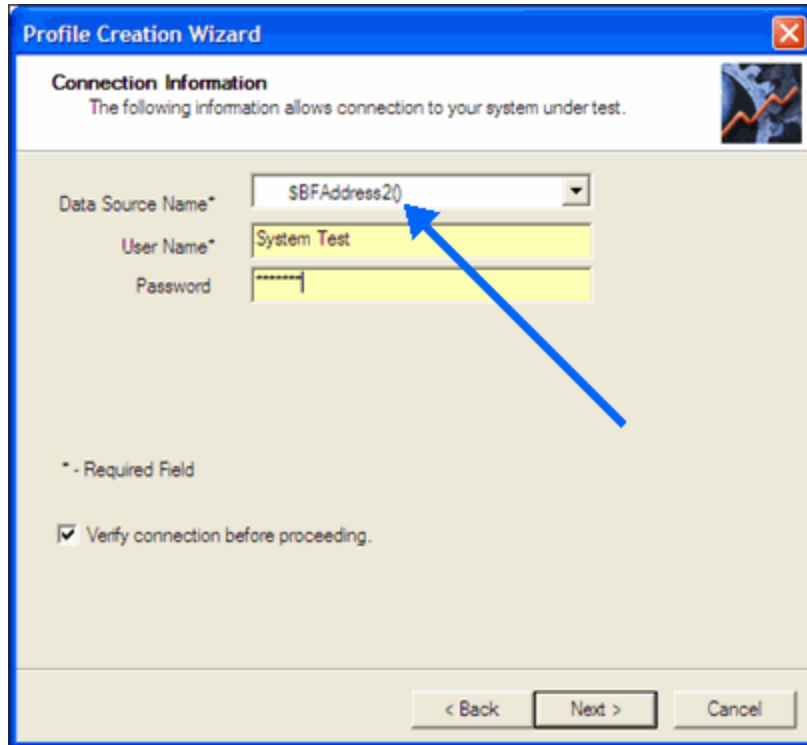 Profile Creation Wizard
Connection Information
The following information allows connection to your system under test.
Data Source Name* $BFAddress2()
User Name* System Test
Password *******
* - Required Field
Verify connection before proceeding.
< Back Next > Cancel